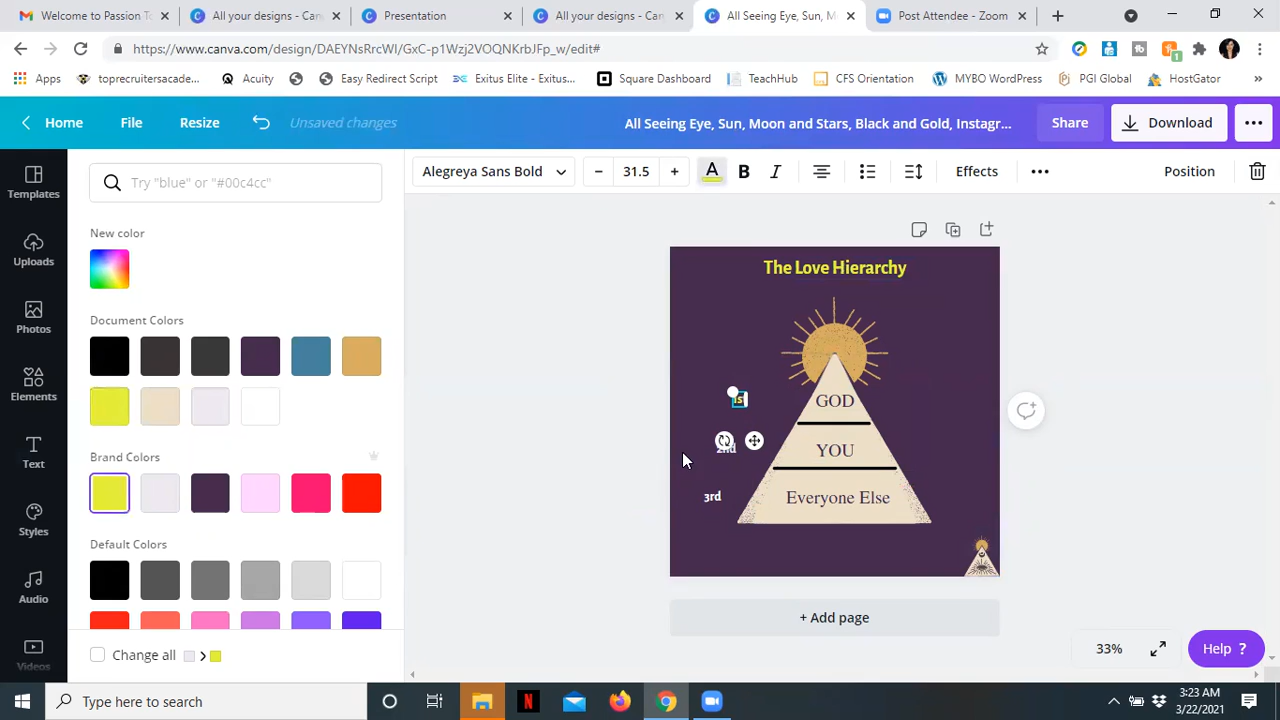 Welcome to Passion To
All your designs - Can
Presentation
All your designs - Canv
All Seeing Eye, Sun, M
Post Attendee - Zoom
https://www.canva.com/design/DAEYNsRrcWI/GxC-p1Wzj2VOQNKrbJFp_w/edit#
Apps
toprecruitersacade...
Acuity
Easy Redirect Script
Exitus Elite - Exitus...
Square Dashboard
TeachHub
CFS Orientation
MYBO WordPress
PGI Global
HostGator
Home
File
Resize
Unsaved changes
All Seeing Eye, Sun, Moon and Stars, Black and Gold, Instagr...
Share
Download
Templates
Uploads
Photos
Elements
Text
Styles
Audio
Videos
Try "blue" or "#00c4cc"
New color
Document Colors
Brand Colors
Default Colors
Change all
Alegreya Sans Bold
31.5
A
B
I
Effects
Position
The Love Hierarchy
GOD
2nd
YOU
3rd
Everyone Else
+ Add page
33%
Help ?
Type here to search
3:23 AM
3/22/2021